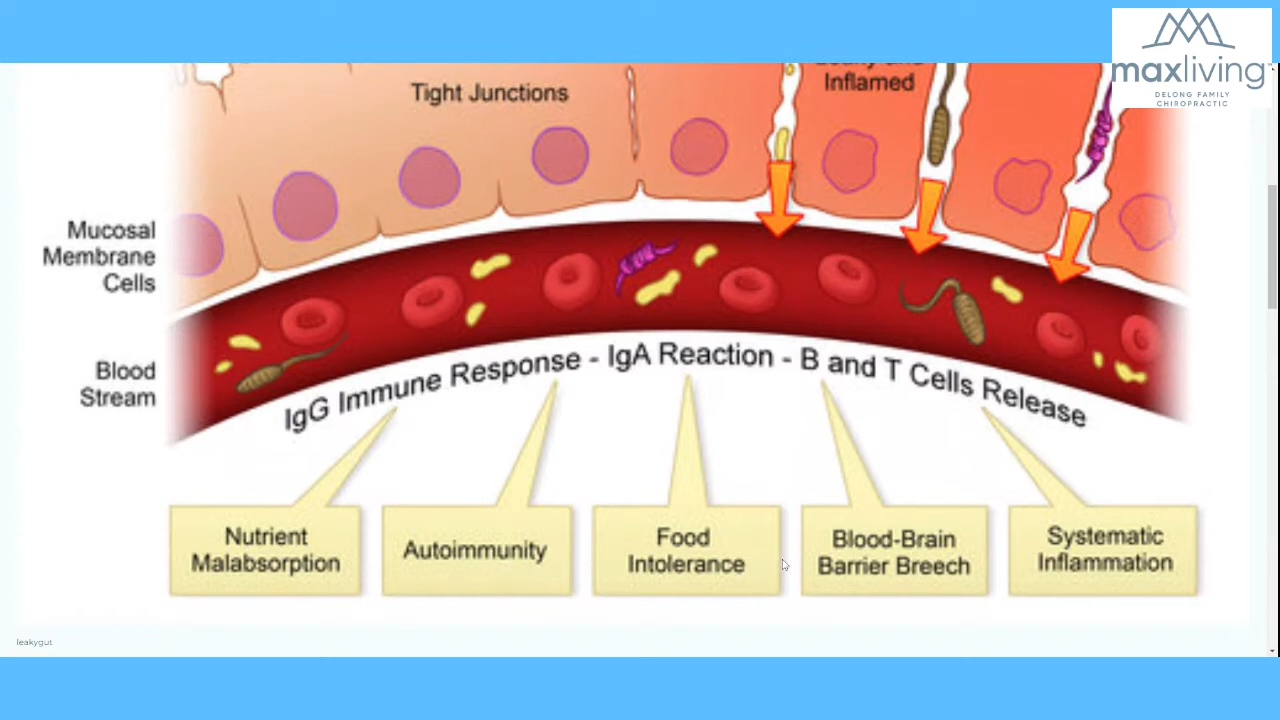 maxliving
DELONG FAMILY
CHIROPRACTIC
Tight Junctions
Inflamed
Mucosal
Membrane
Cells
Blood
Stream
IgG Immune Response - IgA Reaction - B and T Cells Release
Nutrient
Malabsorption
Autoimmunity
Food
Intolerance
Blood-Brain
Barrier Breech
Systematic
Inflammation
leakygut